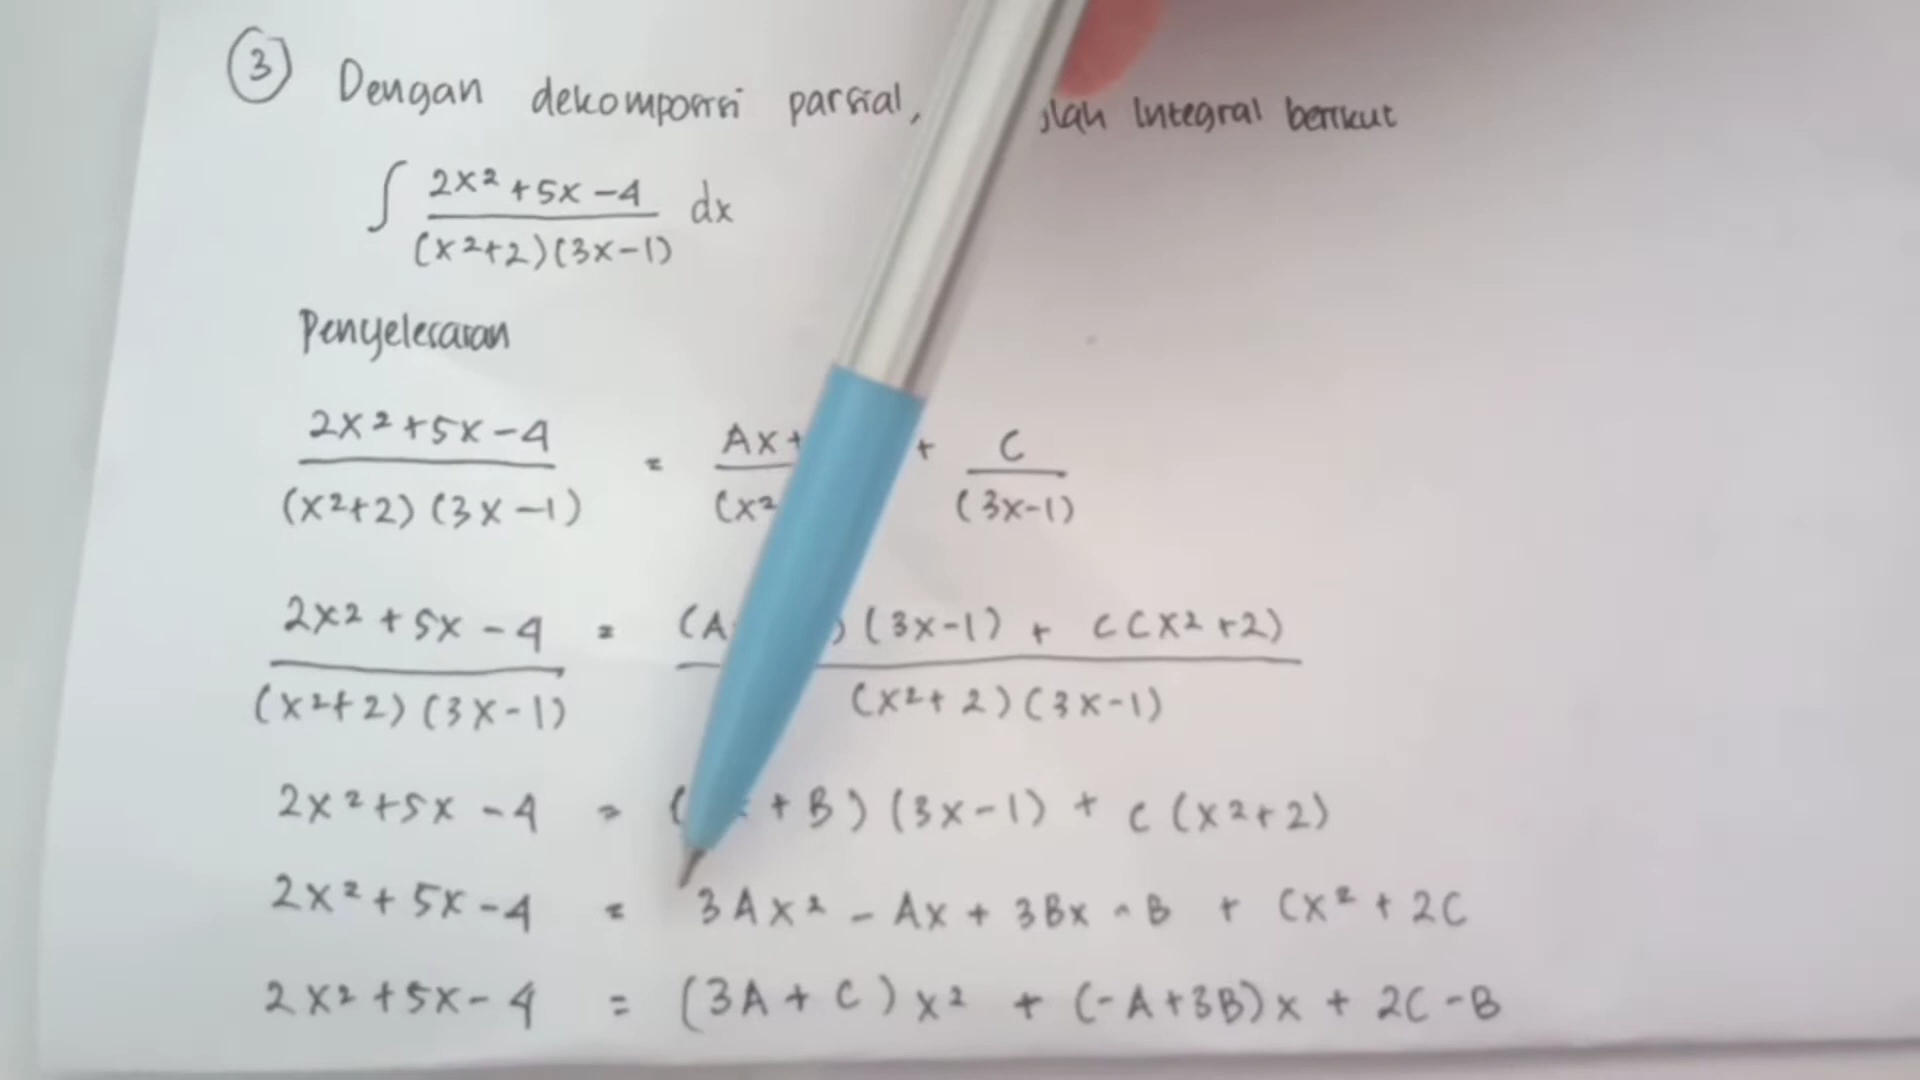 3 Dengan dekomposisi parsial, lah Integral berikut
∫ 2x² + 5x - 4 / (x²+2)(3x-1) dx
Penyelesaian
2x² + 5x - 4 / (x²+2)(3x-1) = Ax+ / (x² + C / (3x-1)
2x² + 5x - 4 / (x²+2)(3x-1) = (A )(3x-1) + C(x²+2) / (x²+2)(3x-1)
2x² + 5x - 4 = ( + B)(3x-1) + C(x²+2)
2x² + 5x - 4 = 3Ax² - Ax + 3Bx - B + Cx² + 2C
2x² + 5x - 4 = (3A + C)x² + (-A+3B)x + 2C - B